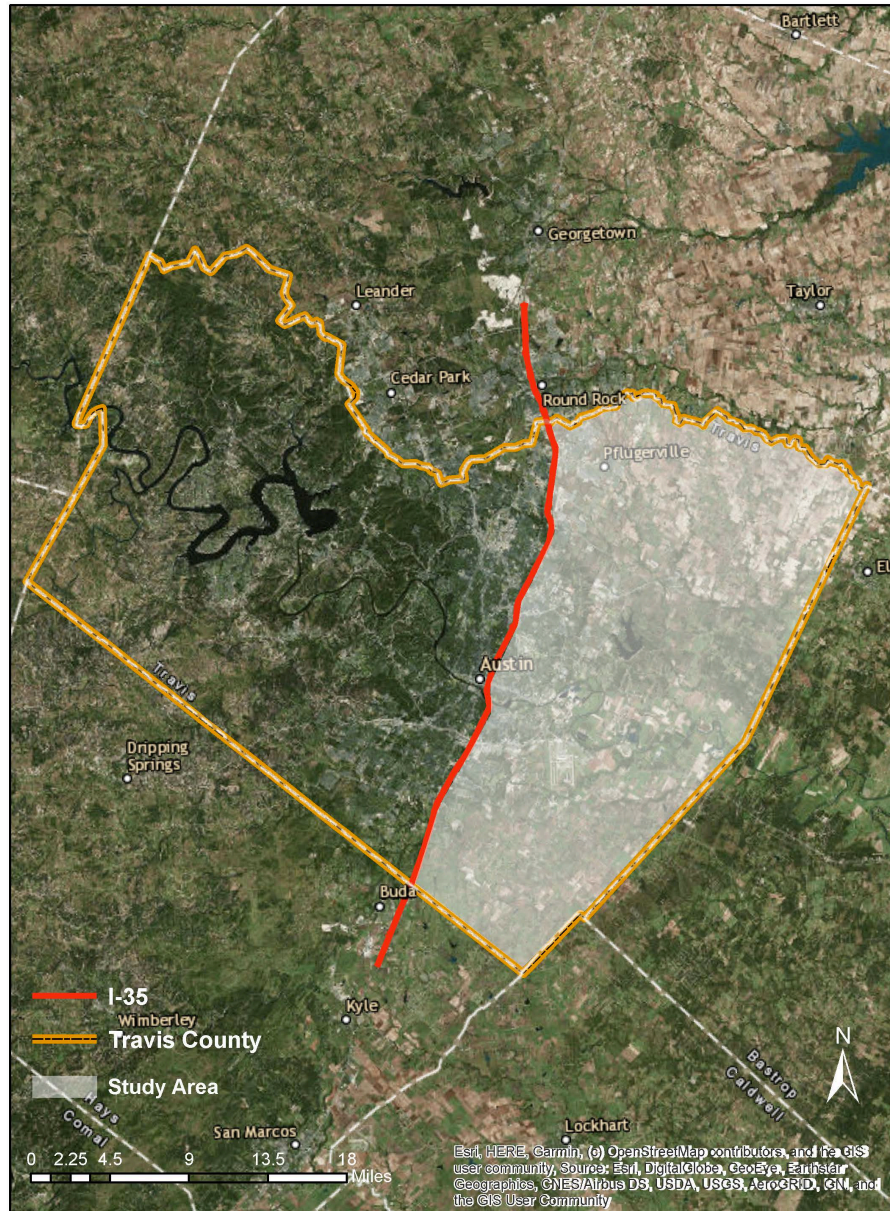 Bartlett
Georgetown
Leander
Taylor
Cedar Park
Round Rock
Travis
Pflugerville
El
Travis
Austin
Dripping
Springs
Buda
I-35
Wimberley
Kyle
Travis County
N
Study Area
Bastrop
Caldwell
Hays
Comal
San Marcos
Lockhart
0 2.25 4.5 9 13.5 18
Miles
Esri, HERE, Garmin, (c) OpenStreetMap contributors, and the GIS
user community, Source: Esri, DigitalGlobe, GeoEye, Earthstar
Geographics, CNES/Airbus DS, USDA, USGS, AeroGRID, IGN, and
the GIS User Community